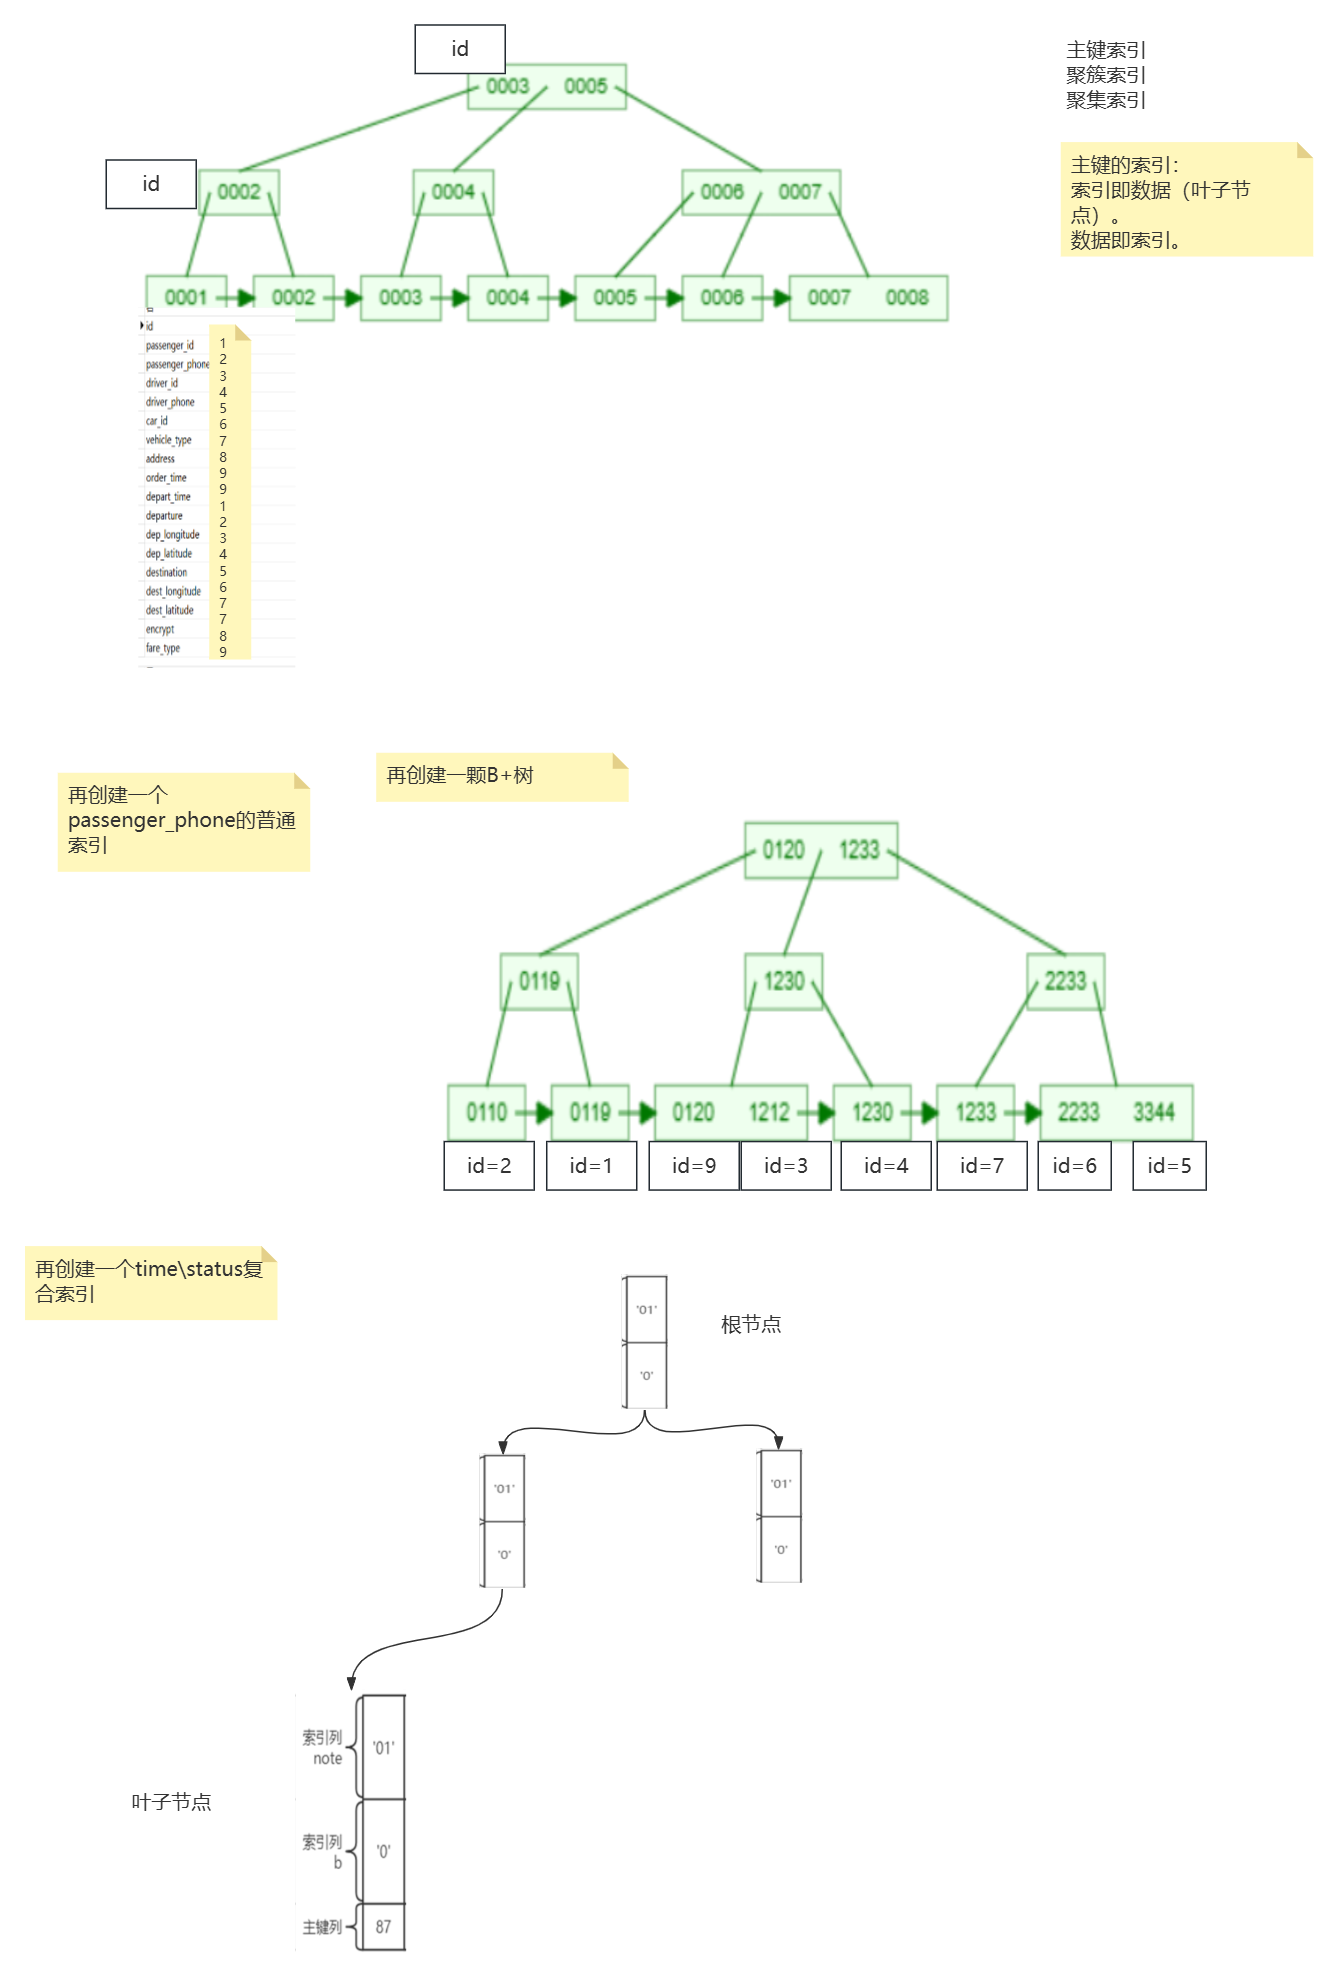 id
主键索引
聚簇索引
聚集索引
0003 0005
主键的索引：
索引即数据（叶子节
点）。
数据即索引。
id
0002 0004 0006 0007
0001 0002 0003 0004 0005 0006 0007 0008
id
passenger_id
passenger_phone
driver_id
driver_phone
car_id
vehicle_type
address
order_time
depart_time
departure
dep_longitude
dep_latitude
destination
dest_longitude
dest_latitude
encrypt
fare_type
1
2
3
4
5
6
7
8
9
9
1
2
3
4
5
6
7
7
8
9
再创建一个
passenger_phone的普通
索引
再创建一颗B+树
0120 1233
0119 1230 2233
0110 0119 0120 1212 1230 1233 2233 3344
id=2 id=1 id=9 id=3 id=4 id=7 id=6 id=5
再创建一个time\status复
合索引
'01'
'0'
根节点
'01'
'0'
'01'
'0'
叶子节点
索引列
note
'01'
索引列
b
'0'
主键列
87